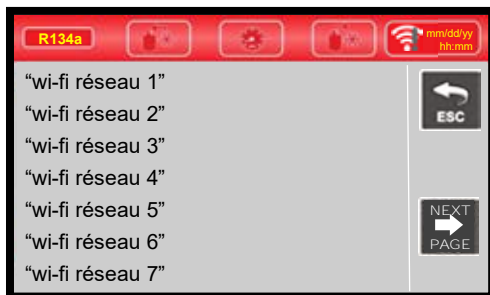 R134a
mm/dd/yy
hh:mm
“wi-fi réseau 1”
“wi-fi réseau 2”
“wi-fi réseau 3”
“wi-fi réseau 4”
“wi-fi réseau 5”
“wi-fi réseau 6”
“wi-fi réseau 7”
ESC
NEXT
PAGE